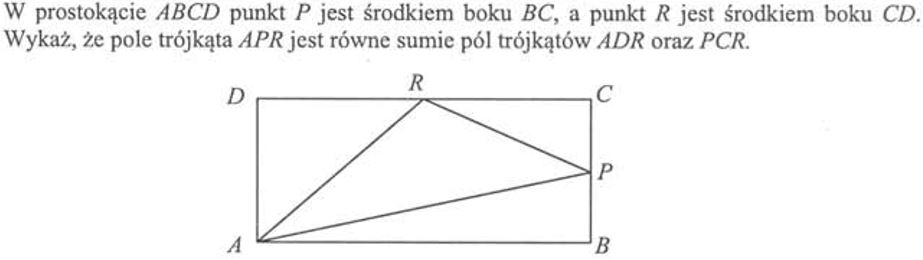 W prostokącie ABCD punkt P jest środkiem boku BC, a punkt R jest środkiem boku CD.
Wykaż, że pole trójkąta APR jest równe sumie pól trójkątów ADR oraz PCR.
R
D
C
P
A
B